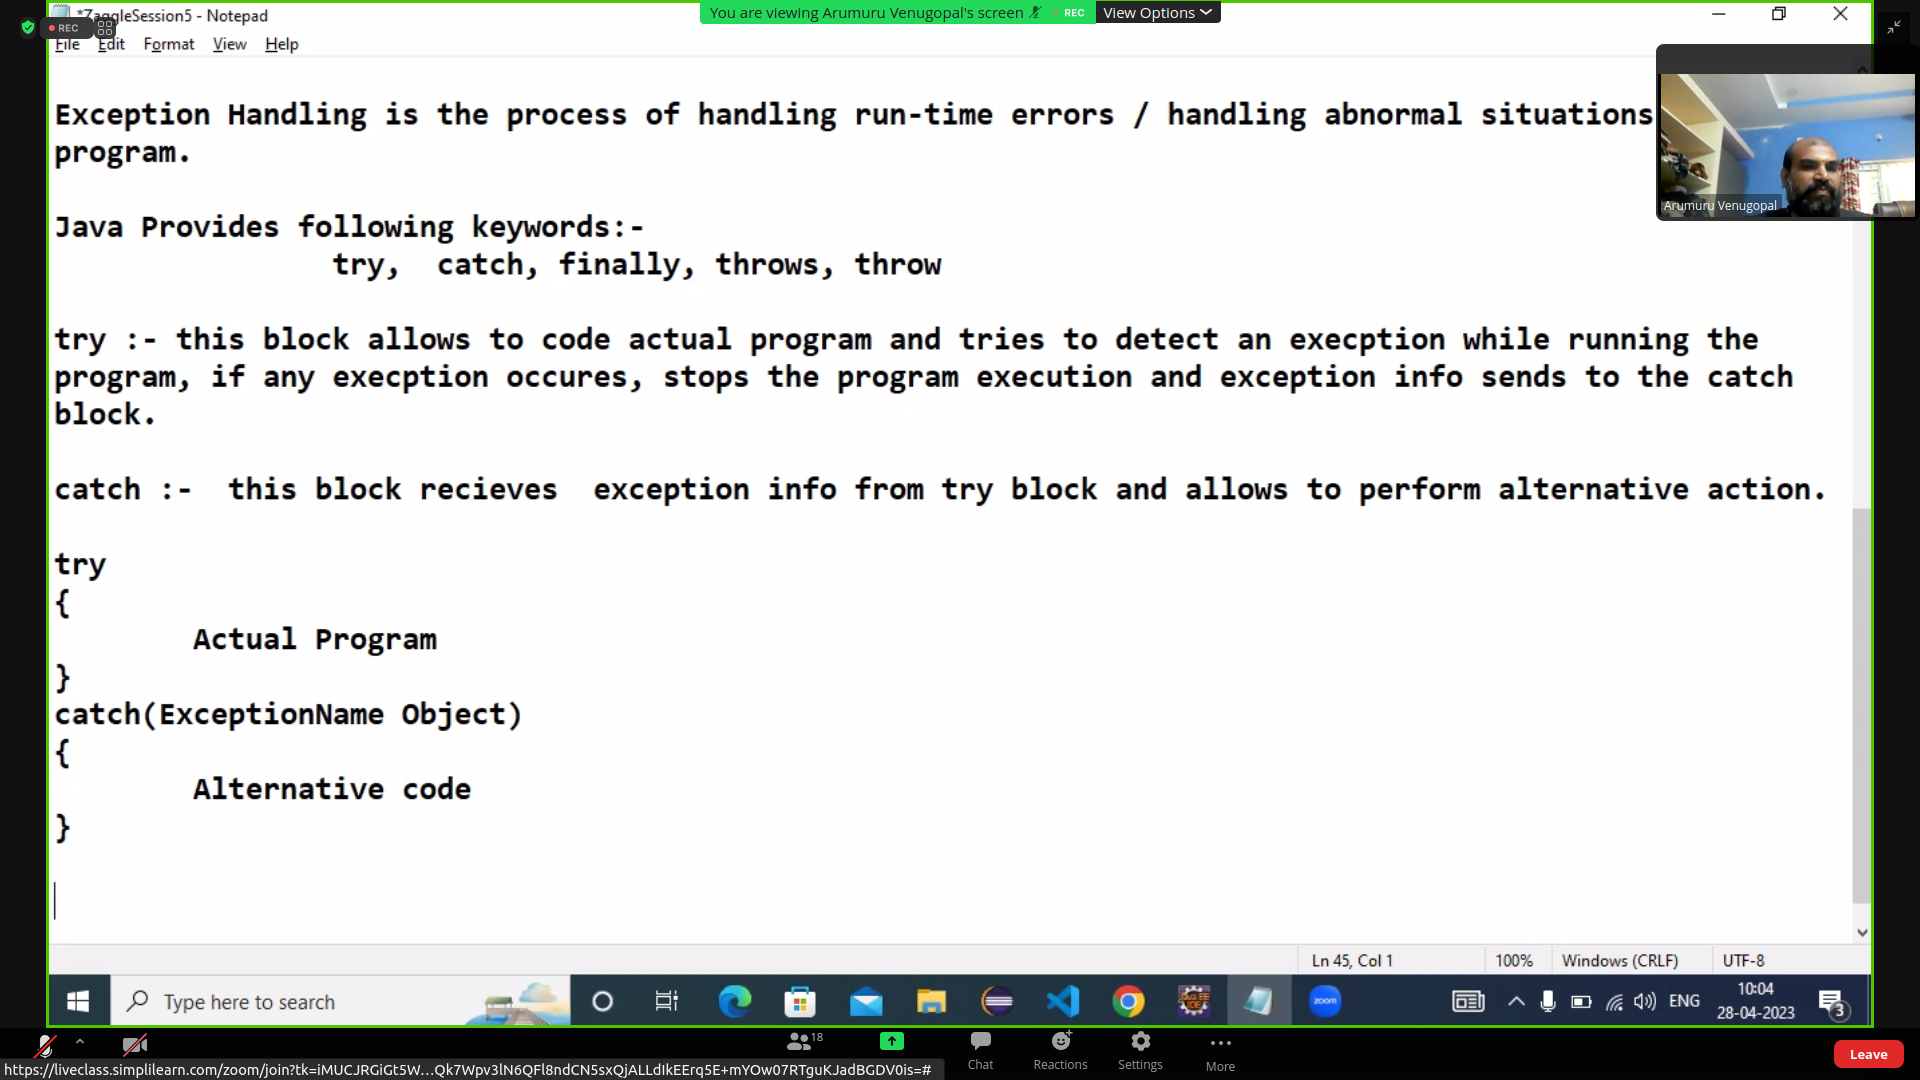 *ZaggleSession5 - Notepad
REC
You are viewing Arumuru Venugopal's screen
REC
View Options
File Edit Format View Help
Exception Handling is the process of handling run-time errors / handling abnormal situations
program.
Java Provides following keywords:-
try, catch, finally, throws, throw
try :- this block allows to code actual program and tries to detect an execption while running the
program, if any execption occures, stops the program execution and exception info sends to the catch
block.
catch :- this block recieves exception info from try block and allows to perform alternative action.
try
{
Actual Program
}
catch(ExceptionName Object)
{
Alternative code
}
Arumuru Venugopal
Ln 45, Col 1
100%
Windows (CRLF)
UTF-8
Type here to search
zoom
ENG
10:04
28-04-2023
3
18
Chat
Reactions
Settings
More
Leave
https://liveclass.simplilearn.com/zoom/join?tk=iMUCJRGiGt5W...Qk7Wpv3lN6QFl8ndCN5sxQjALLdIkEErq5E+mYOw07RTguKJadBGDV0is=#